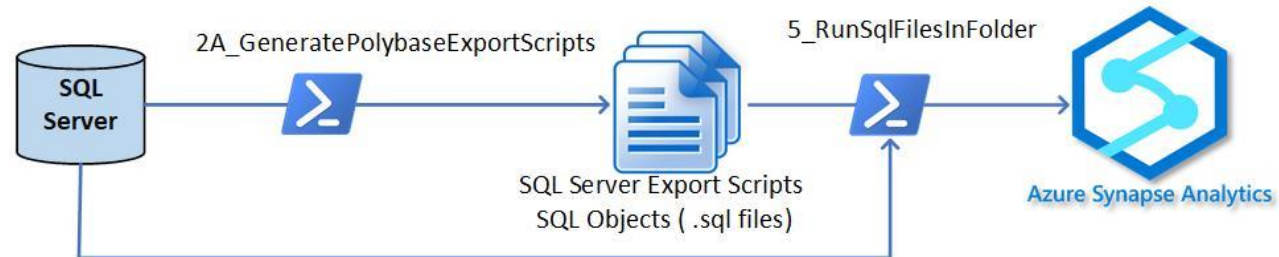 2A_GeneratePolybaseExportScripts
5_RunSqlFilesInFolder
SQL
Server
SQL Server Export Scripts
SQL Objects ( .sql files)
Azure Synapse Analytics